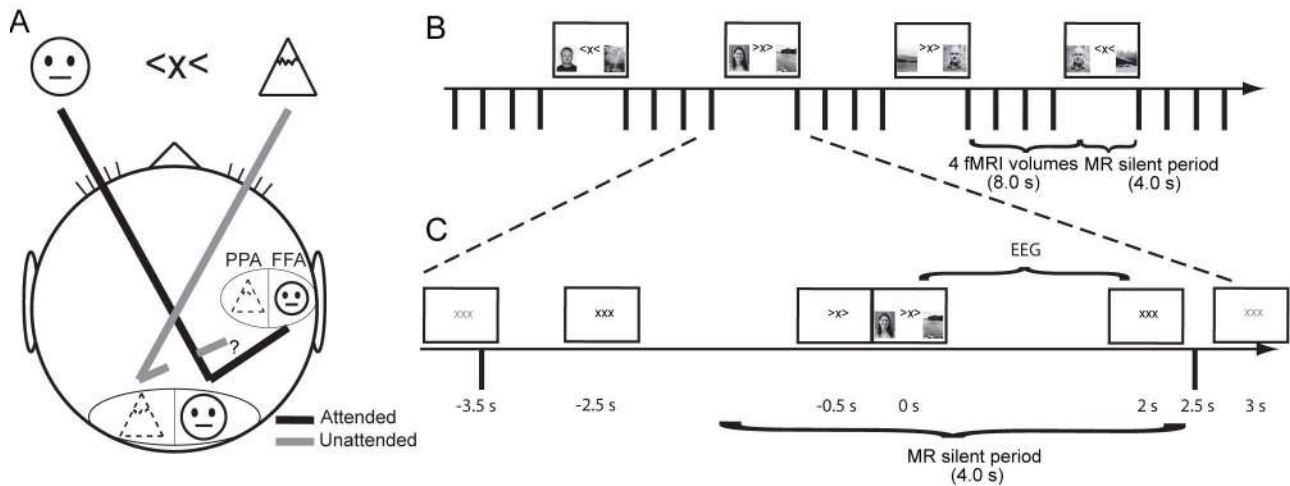 A
<x<
PPA FFA
?
Attended
Unattended
B
<x<
>x>
>x>
<x<
4 fMRI volumes
(8.0 s)
MR silent period
(4.0 s)
C
EEG
xxx
xxx
>x>
>x>
xxx
xxx
-3.5 s
-2.5 s
-0.5 s
0 s
2 s
2.5 s
3 s
MR silent period
(4.0 s)